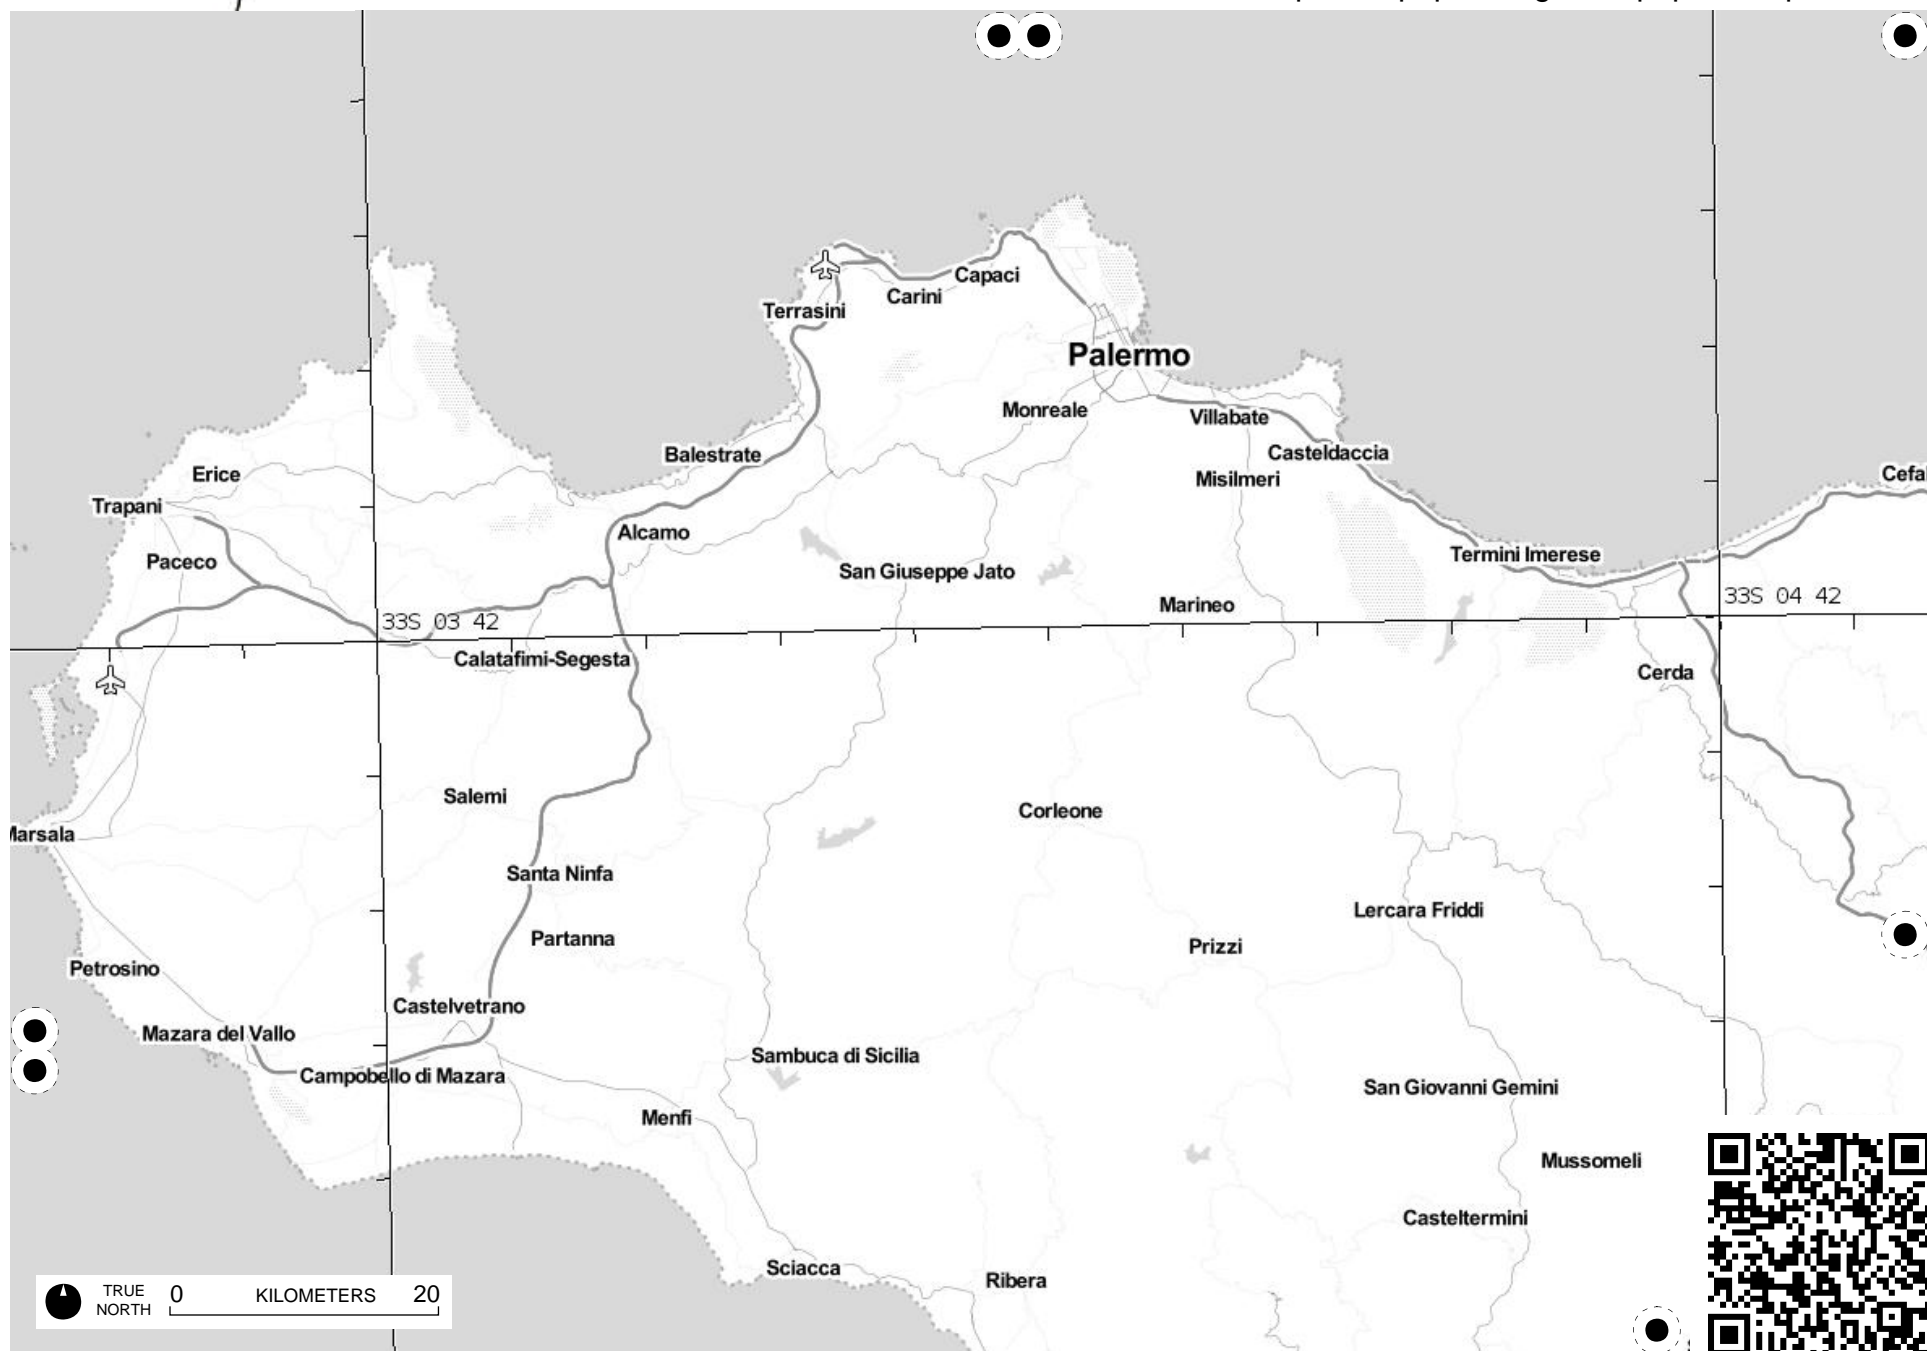 Capaci
Carini
Terrasini
Palermo
Monreale
Villabate
Balestrate
Casteldaccia
Erice
Misilmeri
Trapani
Alcamo
Termini Imerese
Paceco
San Giuseppe Jato
33S 04 42
Marineo
33S 03 42
Calatafimi-Segesta
Cerda
Salemi
Corleone
Marsala
Santa Ninfa
Lercara Friddi
Partanna
Prizzi
Petrosino
Castelvetrano
Mazara del Vallo
Sambuca di Sicilia
Campobello di Mazara
San Giovanni Gemini
Menfi
Mussomeli
Casteltermini
Sciacca
Ribera
TRUE
NORTH
0 KILOMETERS 20